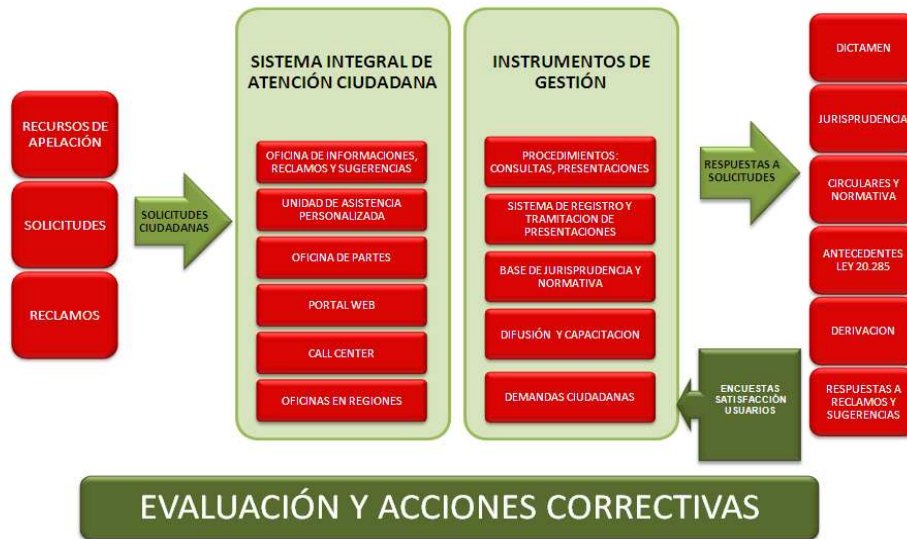 RECURSOS DE
APELACIÓN
SOLICITUDES
RECLAMOS
SOLICITUDES
CIUDADANAS
SISTEMA INTEGRAL DE
ATENCIÓN CIUDADANA
OFICINA DE INFORMACIONES,
RECLAMOS Y SUGERENCIAS
UNIDAD DE ASISTENCIA
PERSONALIZADA
OFICINA DE PARTES
PORTAL WEB
CALL CENTER
OFICINAS EN REGIONES
INSTRUMENTOS DE
GESTIÓN
PROCEDIMIENTOS:
CONSULTAS, PRESENTACIONES
SISTEMA DE REGISTRO Y
TRAMITACION DE
PRESENTACIONES
BASE DE JURISPRUDENCIA Y
NORMATIVA
DIFUSIÓN Y CAPACITACION
DEMANDAS CIUDADANAS
RESPUESTAS A
SOLICITUDES
ENCUESTAS
SATISFACCIÓN
USUARIOS
DICTAMEN
JURISPRUDENCIA
CIRCULARES Y
NORMATIVA
ANTECEDENTES
LEY 20.285
DERIVACION
RESPUESTAS A
RECLAMOS Y
SUGERENCIAS
EVALUACIÓN Y ACCIONES CORRECTIVAS